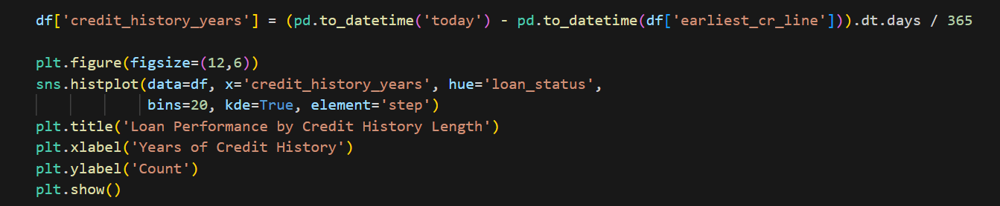 df['credit_history_years'] = (pd.to_datetime('today') - pd.to_datetime(df['earliest_cr_line'])).dt.days / 365
plt.figure(figsize=(12,6))
sns.histplot(data=df, x='credit_history_years', hue='loan_status',
bins=20, kde=True, element='step')
plt.title('Loan Performance by Credit History Length')
plt.xlabel('Years of Credit History')
plt.ylabel('Count')
plt.show()